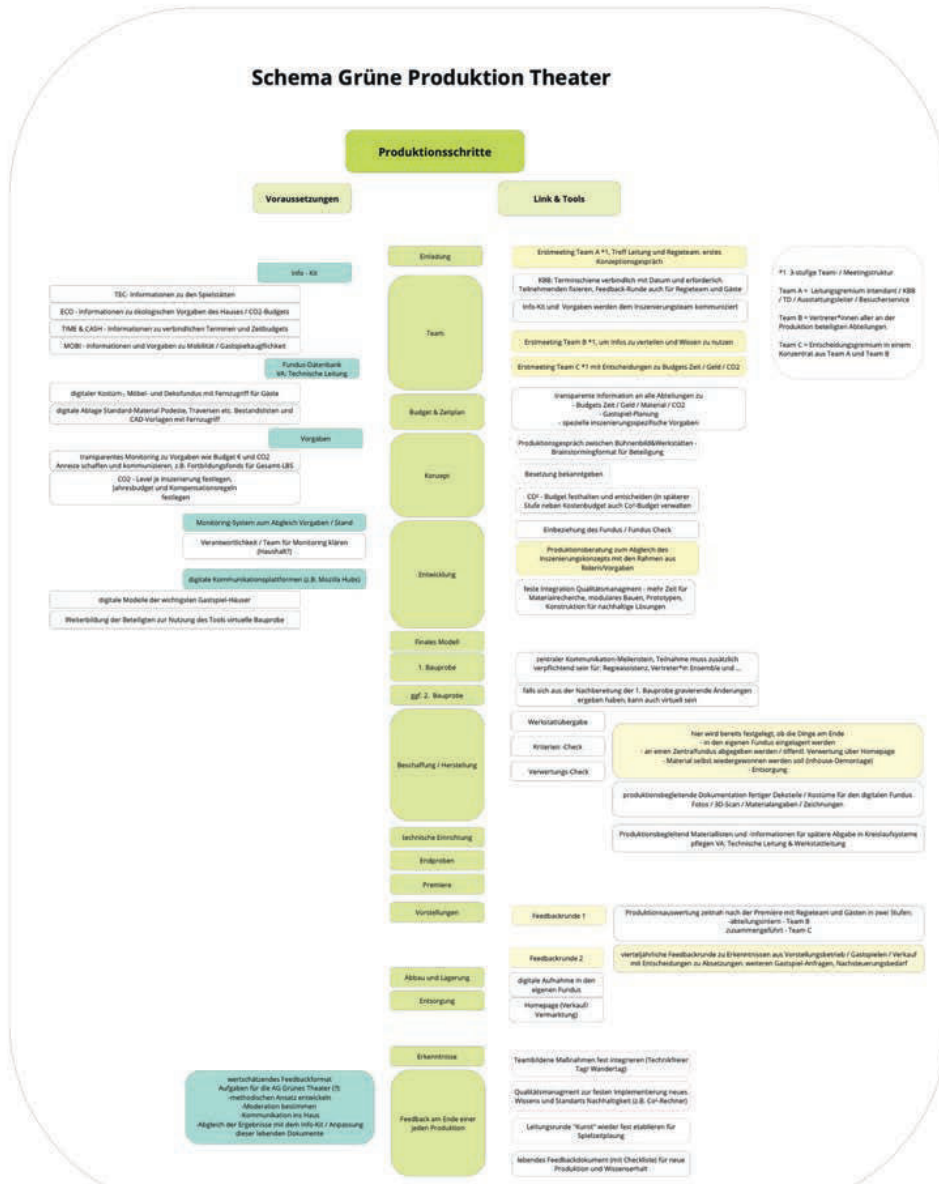 Schema Grüne Produktion Theater
Produktionsschritte
Voraussetzungen
Link & Tools
Einladung
Erstmeeting Team A *1, Treff Leitung und Regieteam, erstes
Konzeptionsgespräch
Info - Kit
TEC- Informationen zu den Spielstätten
ECO - Informationen zu ökologischen Vorgaben des Hauses / CO2-Budgets
TIME & CASH - Informationen zu verbindlichen Terminen und Zeitbudgets
MOBI - Informationen und Vorgaben zu Mobilität / Gastspieltauglichkeit
Team
KBB: Terminschiene verbindlich mit Datum und erforderlich
Teilnehmenden fixieren, Feedback-Runde auch für Regieteam und Gäste
Info-Kit und Vorgaben werden dem Inszenierungsteam kommuniziert
Erstmeeting Team B *1, um Infos zu verteilen und Wissen zu nutzen
Erstmeeting Team C *1 mit Entscheidungen zu Budgets Zeit / Geld / CO2
*1 3-stufige Team- / Meetingstruktur
Team A = Leitungsgremium Intendant / KBB
/ TD / Ausstattungsleiter / Besucherservice
Team B = Vertreter*innen aller an der
Produktion beteiligten Abteilungen
Team C = Entscheidungsgremium in einem
Konzentrat aus Team A und Team B
Fundus-Datenbank
VA: Technische Leitung
digitaler Kostüm-, Möbel- und Dekofundus mit Fernzugriff für Gäste
digitale Ablage Standard-Material Podeste, Traversen etc. Bestandslisten und
CAD-Vorlagen mit Fernzugriff
Budget & Zeitplan
transparente Information an alle Abteilungen zu
- Budgets Zeit / Geld / Material / CO2
- Gastspiel-Planung
- spezielle inszenierungsspezifische Vorgaben
Vorgaben
transparentes Monitoring zu Vorgaben wie Budget € und CO2
Anreize schaffen und kommunizieren, z.B. Fortbildungsfonds für Gesamt-LBS
CO2 - Level je Inszenierung festlegen,
Jahresbudget und Kompensationsregeln
festlegen
Konzept
Produktionsgespräch zwischen Bühnenbild&Werkstätten -
Brainstormingformat für Beteiligung
Besetzung bekanntgeben
CO² - Budget festhalten und entscheiden (in späterer
Stufe neben Kostenbudget auch Co²-Budget verwalten
Monitoring-System zum Abgleich Vorgaben / Stand
Verantwortlichkeit / Team für Monitoring klären
(Haushalt?)
digitale Kommunikationsplattformen (z.B. Mozilla Hubs)
digitale Modelle der wichtigsten Gastspiel-Häuser
Weiterbildung der Beteiligten zur Nutzung des Tools virtuelle Bauprobe
Entwicklung
Einbeziehung des Fundus / Fundus Check
Produktionsberatung zum Abgleich des
Inszenierungskonzepts mit den Rahmen aus
Ridern/Vorgaben
feste Integration Qualitätsmanagment - mehr Zeit für
Materialrecherche, modulares Bauen, Prototypen,
Konstruktion für nachhaltige Lösungen
Finales Modell
1. Bauprobe
zentraler Kommunikation-Meilenstein, Teilnahme muss zusätzlich
verpflichtend sein für: Regieassistenz, Vertreter*in Ensemble und ...
ggf. 2. Bauprobe
falls sich aus der Nachbereitung der 1. Bauprobe gravierende Änderungen
ergeben haben, kann auch virtuell sein
Beschaffung / Herstellung
Werkstattübergabe
Kriterien -Check
Verwertungs-Check
hier wird bereits festgelegt, ob die Dinge am Ende
- in den eigenen Fundus eingelagert werden
- an einen Zentralfundus abgegeben werden / öffentl. Verwertung über Homepage
- Material selbst wiedergewonnen werden soll (Inhouse-Demontage)
- Entsorgung
produktionsbegleitende Dokumentation fertiger Dekoteile / Kostüme für den digitalen Fundus
Fotos / 3D-Scan / Materialangaben / Zeichnungen
Produktionsbegleitend Materiallisten und -Informationen für spätere Abgabe in Kreislaufsysteme
pflegen VA: Technische Leitung & Werkstattleitung
technische Einrichtung
Endproben
Premiere
Vorstellungen
Feedbackrunde 1
Produktionsauswertung zeitnah nach der Premiere mit Regieteam und Gästen in zwei Stufen:
-abteilungsintern - Team B
zusammengeführt - Team C
Feedbackrunde 2
vierteljährliche Feedbackrunde zu Erkenntnissen aus Vorstellungsbetrieb / Gastspielen / Verkauf
mit Entscheidungen zu Absetzungen, weiteren Gastspiel-Anfragen, Nachsteuerungsbedarf
Abbau und Lagerung
digitale Aufnahme in den
eigenen Fundus
Entsorgung
Homepage (Verkauf/
Vermarktung)
Erkenntnisse
Teambildene Maßnahmen fest integrieren (Technikfreier
Tag/ Wandertag)
wertschätzendes Feedbackformat
Aufgaben für die AG Grünes Theater (?)
-methodischen Ansatz entwickeln
-Moderation bestimmen
-Kommunikation ins Haus
-Abgleich der Ergebnisse mit dem Info-Kit / Anpassung
dieser lebenden Dokumente
Feedback am Ende einer
jeden Produktion
Qualitätsmanagment zur festen Implementierung neues
Wissens und Standarts Nachhaltigkeit (z.B. Co²-Rechner)
Leitungsrunde "Kunst" wieder fest etablieren für
Spielzeitplaung
lebendes Feedbackdokument (mit Checkliste) für neue
Produktion und Wissenserhalt